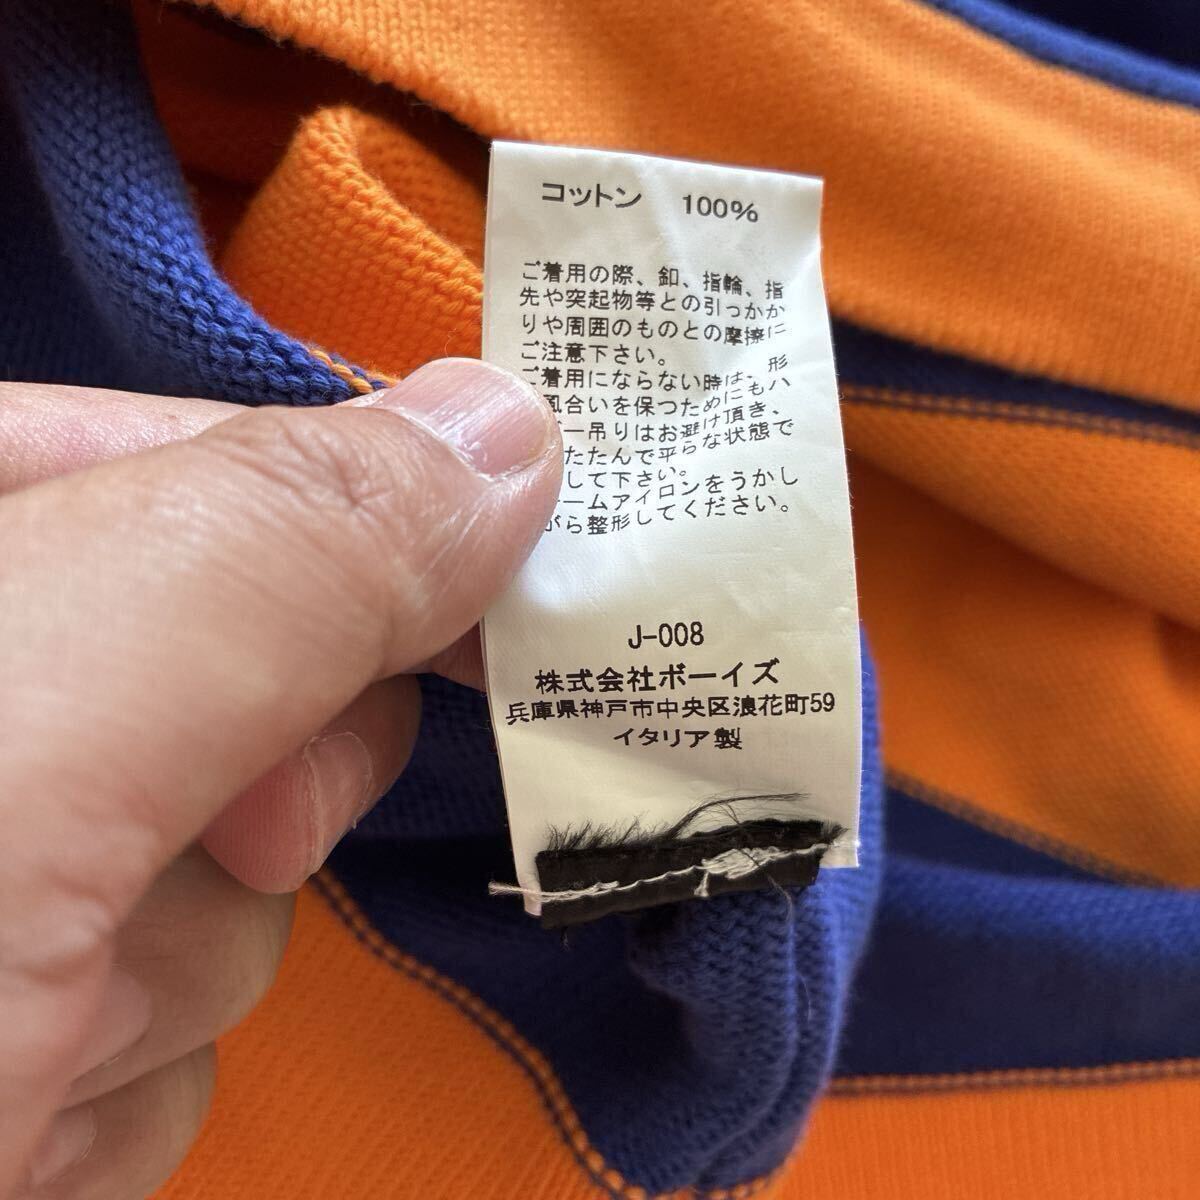 コットン 100%
ご着用の際、釦、指輪、指
先や突起物等との引っかか
りや周囲のものとの摩擦に
ご注意下さい。
ご着用にならない時は、形
風合いを保つためにもハ
ー吊りはお避け頂き、
たたんで平らな状態で
して下さい。
ームアイロンをうかし
がら整形してください。
J-008
株式会社ボーイズ
兵庫県神戸市中央区浪花町59
イタリア製